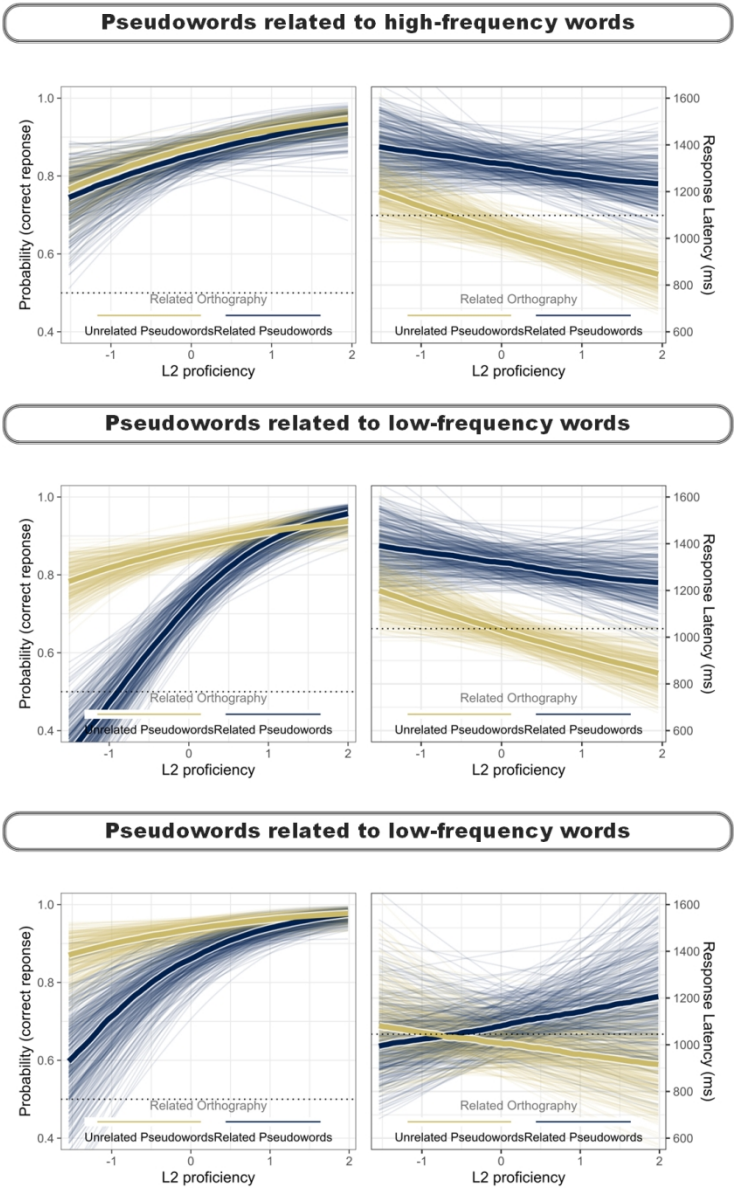 Pseudowords related to high-frequency words
Probability (correct reponse)
1.0
0.8
0.6
0.4
Related Orthography
Unrelated Pseudowords Related Pseudowords
-1 0 1 2
L2 proficiency
1600
1400
1200
1000
800
600
Response Latency (ms)
Related Orthography
Unrelated Pseudowords Related Pseudowords
-1 0 1 2
L2 proficiency
Pseudowords related to low-frequency words
Probability (correct reponse)
1.0
0.8
0.6
0.4
Related Orthography
Unrelated Pseudowords Related Pseudowords
-1 0 1 2
L2 proficiency
1600
1400
1200
1000
800
600
Response Latency (ms)
Related Orthography
Unrelated Pseudowords Related Pseudowords
-1 0 1 2
L2 proficiency
Pseudowords related to low-frequency words
Probability (correct reponse)
1.0
0.8
0.6
0.4
Related Orthography
Unrelated Pseudowords Related Pseudowords
-1 0 1 2
L2 proficiency
1600
1400
1200
1000
800
600
Response Latency (ms)
Related Orthography
Unrelated Pseudowords Related Pseudowords
-1 0 1 2
L2 proficiency